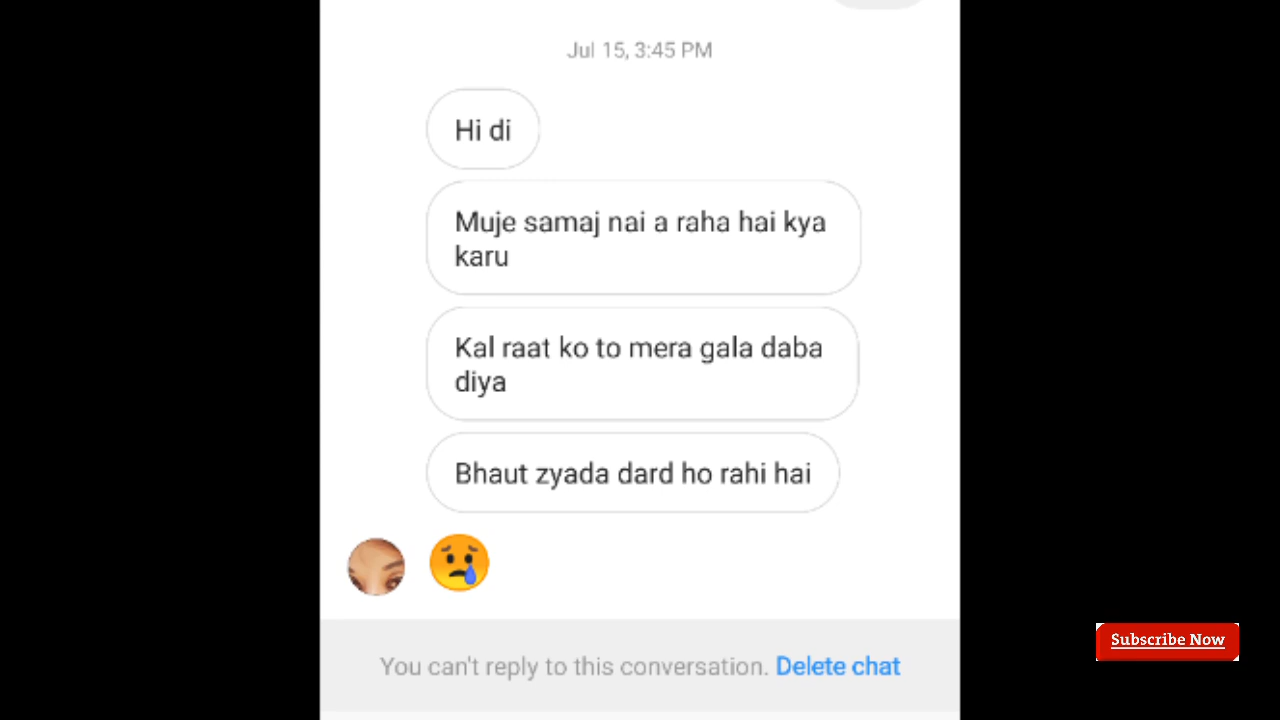 Jul 15, 3:45 PM
Hi di
Muje samaj nai a raha hai kya
karu
Kal raat ko to mera gala daba
diya
Bhaut zyada dard ho rahi hai
You can't reply to this conversation. Delete chat
Subscribe Now